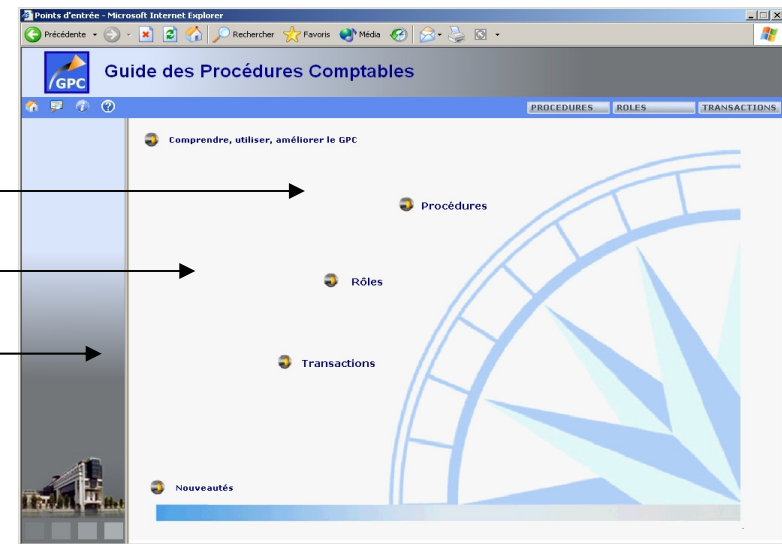 Points d'entrée - Microsoft Internet Explorer
Précédente Rechercher Favoris Média
GPC Guide des Procédures Comptables
PROCEDURES ROLES TRANSACTIONS
Comprendre, utiliser, améliorer le GPC
Procédures
Rôles
Transactions
Nouveautés